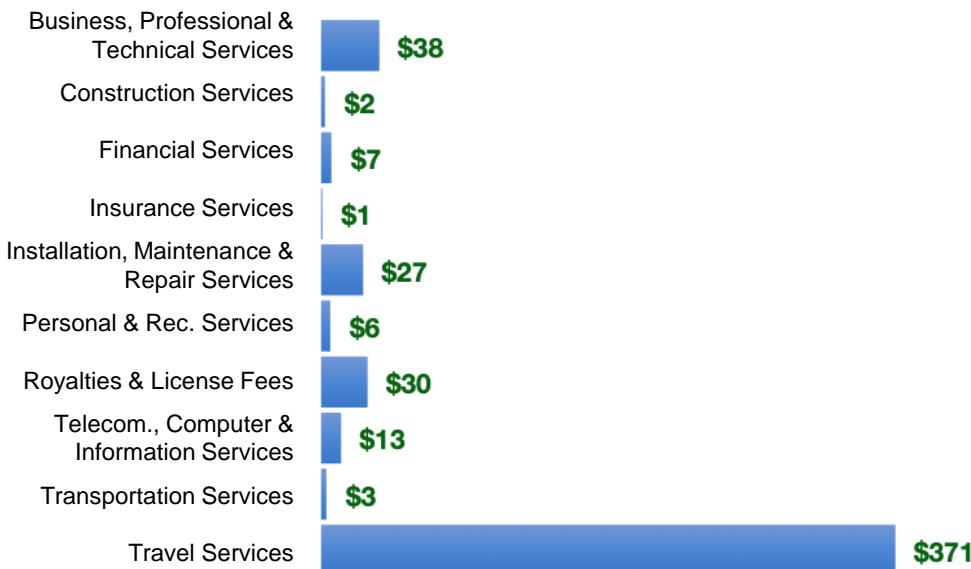 Business, Professional &
Technical Services
$38
Construction Services
$2
Financial Services
$7
Insurance Services
$1
Installation, Maintenance &
Repair Services
$27
Personal & Rec. Services
$6
Royalties & License Fees
$30
Telecom., Computer &
Information Services
$13
Transportation Services
$3
Travel Services
$371